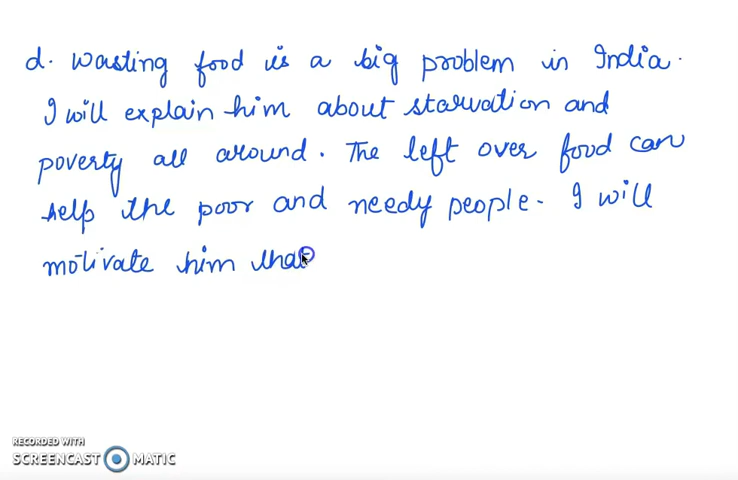 d. Wasting food is a big problem in India.
I will explain him about starvation and
poverty all around. The left over food can
help the poor and needy people. I will
motivate him tha
RECORDED WITH
SCREENCAST MATIC